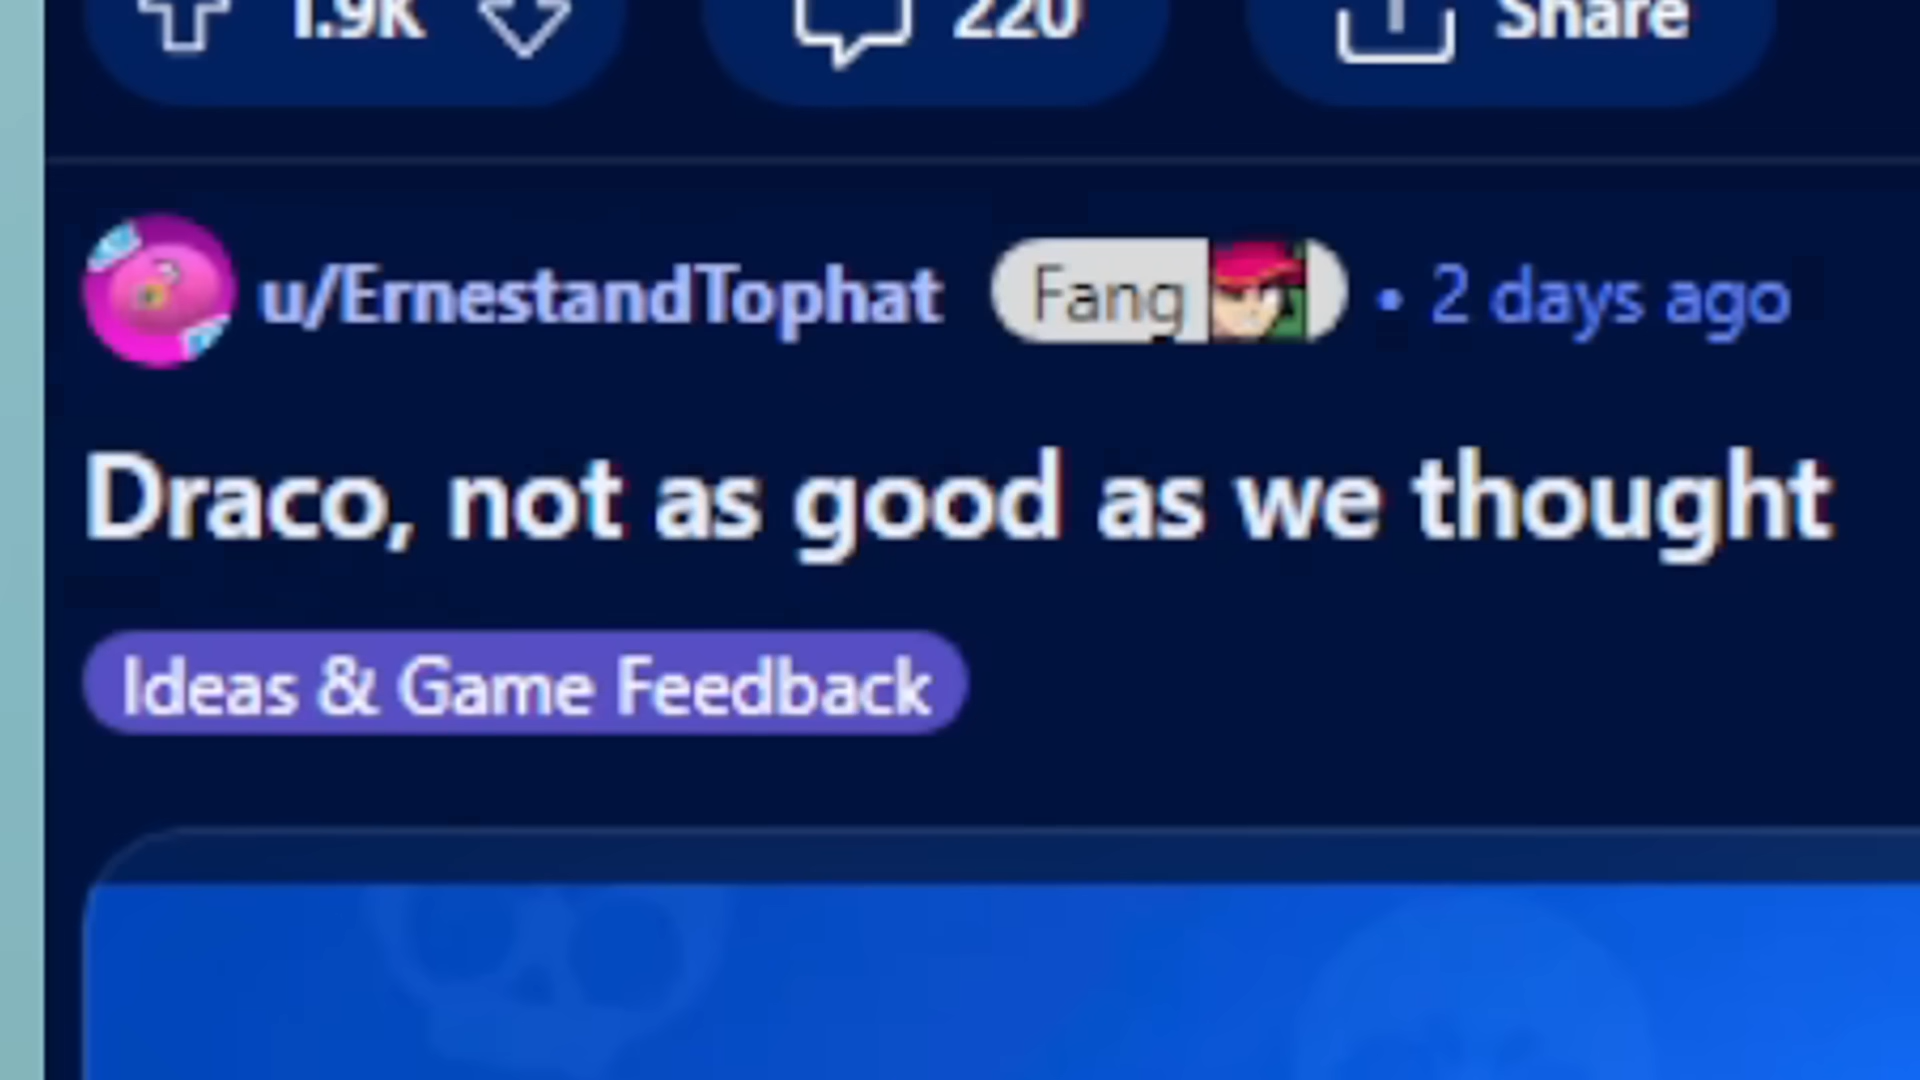 1.9K 220 Share
u/ErnestandTophat Fang • 2 days ago
Draco, not as good as we thought
Ideas & Game Feedback